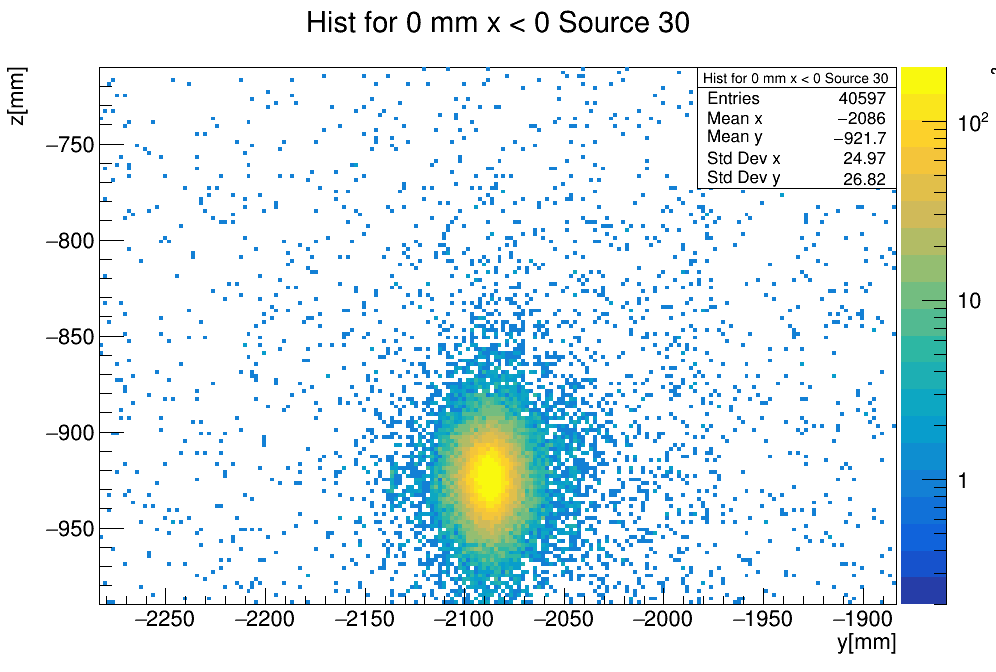 Hist for 0 mm x < 0 Source 30
z[mm]
Hist for 0 mm x < 0 Source 30
Entries 40597
Mean x −2086
Mean y −921.7
Std Dev x 24.97
Std Dev y 26.82
10²
10
1
−750
−800
−850
−900
−950
−2250 −2200 −2150 −2100 −2050 −2000 −1950 −1900
y[mm]